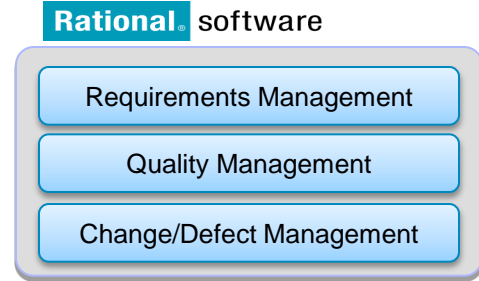 Rational® software
Requirements Management
Quality Management
Change/Defect Management